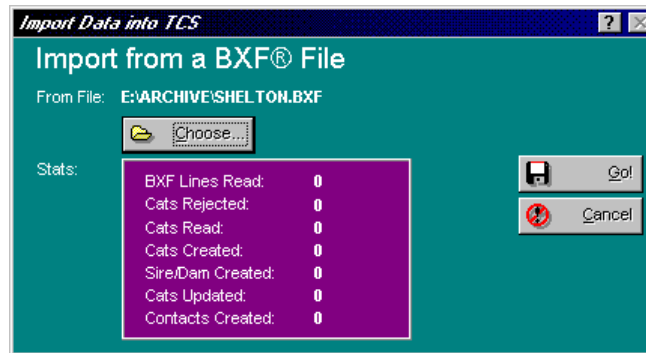 Import Data into TCS
Import from a BXF® File
From File: E:\ARCHIVE\SHELTON.BXF
Choose...
Stats:
BXF Lines Read: 0
Cats Rejected: 0
Cats Read: 0
Cats Created: 0
Sire/Dam Created: 0
Cats Updated: 0
Contacts Created: 0
Go!
Cancel